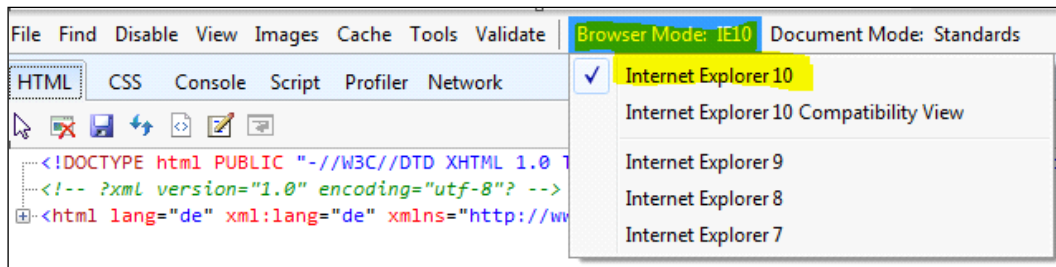 File Find Disable View Images Cache Tools Validate Browser Mode: IE10 Document Mode: Standards
HTML CSS Console Script Profiler Network
Internet Explorer 10
Internet Explorer 10 Compatibility View
Internet Explorer 9
Internet Explorer 8
Internet Explorer 7
<!DOCTYPE html PUBLIC "-//W3C//DTD XHTML 1.0
<!-- ?xml version="1.0" encoding="utf-8"? -->
<html lang="de" xml:lang="de" xmlns="http://